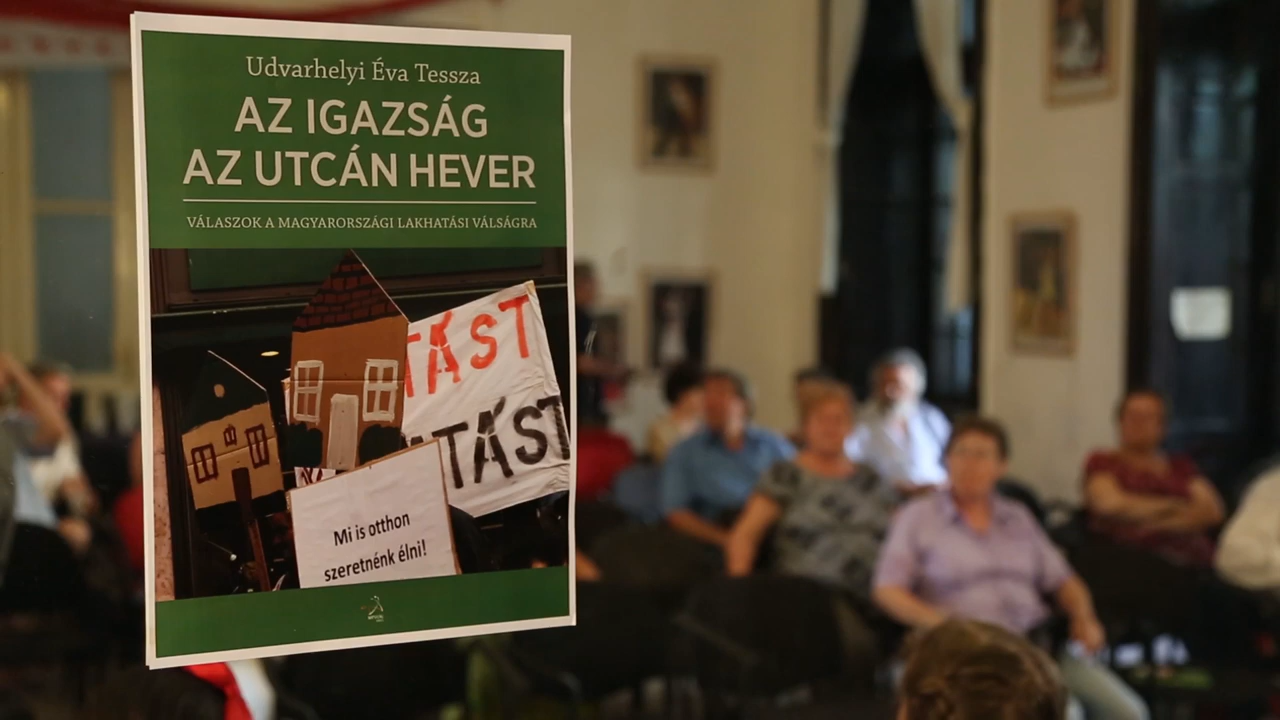 Udvarhelyi Éva Tessza
AZ IGAZSÁG
AZ UTCÁN HEVER
VÁLASZOK A MAGYARORSZÁGI LAKHATÁSI VÁLSÁGRA
TÁST
TÁST
Mi is otthon
szeretnénk élni!